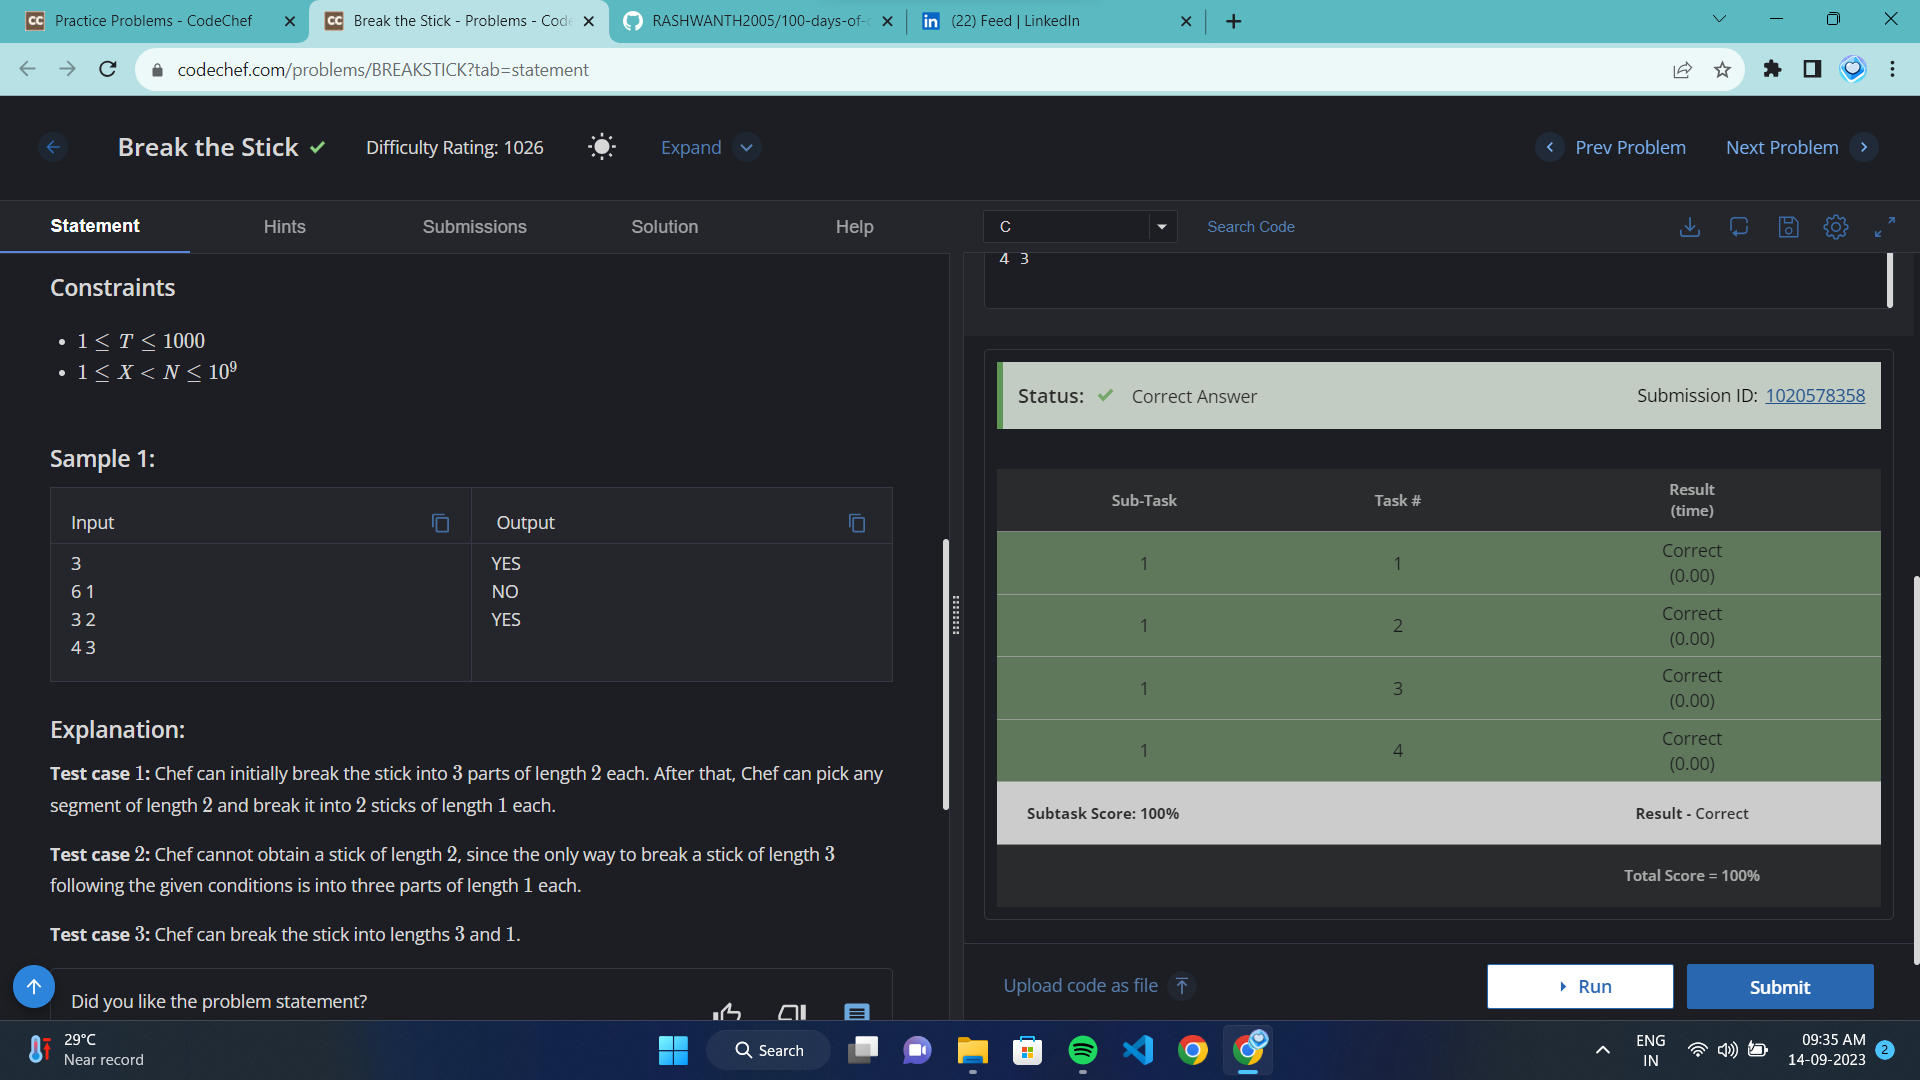 Practice Problems - CodeChef
Break the Stick - Problems - Code
RASHWANTH2005/100-days-of-c
(22) Feed | LinkedIn
codechef.com/problems/BREAKSTICK?tab=statement
Break the Stick
Difficulty Rating: 1026
Expand
Prev Problem
Next Problem
Statement
Hints
Submissions
Solution
Help
Constraints
• 1 ≤ T ≤ 1000
• 1 ≤ X < N ≤ 10^9
Sample 1:
Input
Output
3
6 1
3 2
4 3
YES
NO
YES
Explanation:
Test case 1: Chef can initially break the stick into 3 parts of length 2 each. After that, Chef can pick any
segment of length 2 and break it into 2 sticks of length 1 each.
Test case 2: Chef cannot obtain a stick of length 2, since the only way to break a stick of length 3
following the given conditions is into three parts of length 1 each.
Test case 3: Chef can break the stick into lengths 3 and 1.
Did you like the problem statement?
C
Search Code
4 3
Status: Correct Answer
Submission ID: 1020578358
Sub-Task
Task #
Result
(time)
1
1
Correct
(0.00)
1
2
Correct
(0.00)
1
3
Correct
(0.00)
1
4
Correct
(0.00)
Subtask Score: 100%
Result - Correct
Total Score = 100%
Upload code as file
Run
Submit
29°C
Near record
Search
ENG
IN
09:35 AM
14-09-2023
2